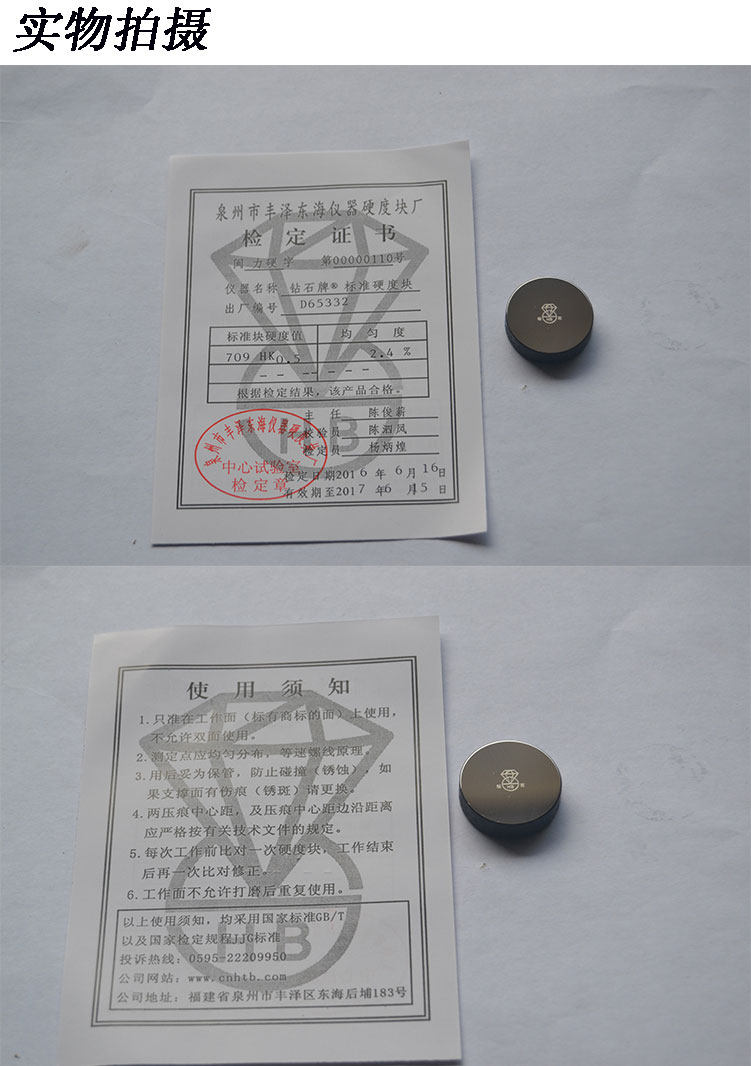 实物拍摄
泉州市丰泽东海仪器硬度块厂
检定证书
闽力硬字 第00000110号
仪器名称 钻石牌® 标准硬度块
出厂编号 D65332
标准块硬度值 均匀度
709 HK0.5 2.4 %
-- -- -- -- --
根据检定结果,该产品合格。
主任 陈俊薪
校验员 陈泗凤
检定员 杨炳煌
泉州市丰泽东海仪器硬度块厂
中心试验室
检定章
检定日期2016年6月16日
有效期至2017年6月15日
HB
使用须知
1.只准在工作面(标有商标的面)上使用,
不允许双面使用。
2.测定点应均匀分布,等速螺线原理。
3.用后妥为保管,防止碰撞(锈蚀),如
果支撑面有伤痕(锈斑)请更换。
4.两压痕中心距,及压痕中心距边沿距离
应严格按有关技术文件的规定。
5.每次工作前比对一次硬度块,工作结束
后再一次比对修正。
6.工作面不允许打磨后重复使用。
以上使用须知,均采用国家标准GB/T
以及国家检定规程JJG标准
投诉热线:0595-22209950
公司网站:www.cnhtb.com
公司地址:福建省泉州市丰泽区东海后埔183号
HB